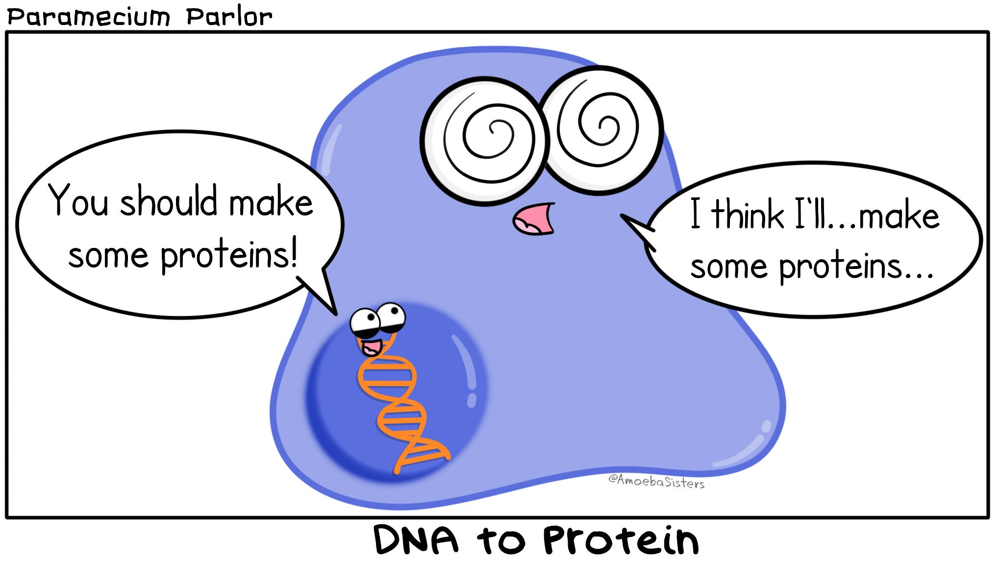 Paramecium Parlor
You should make
some proteins!
I think I'll...make
some proteins...
@AmoebaSisters
DNA to Protein